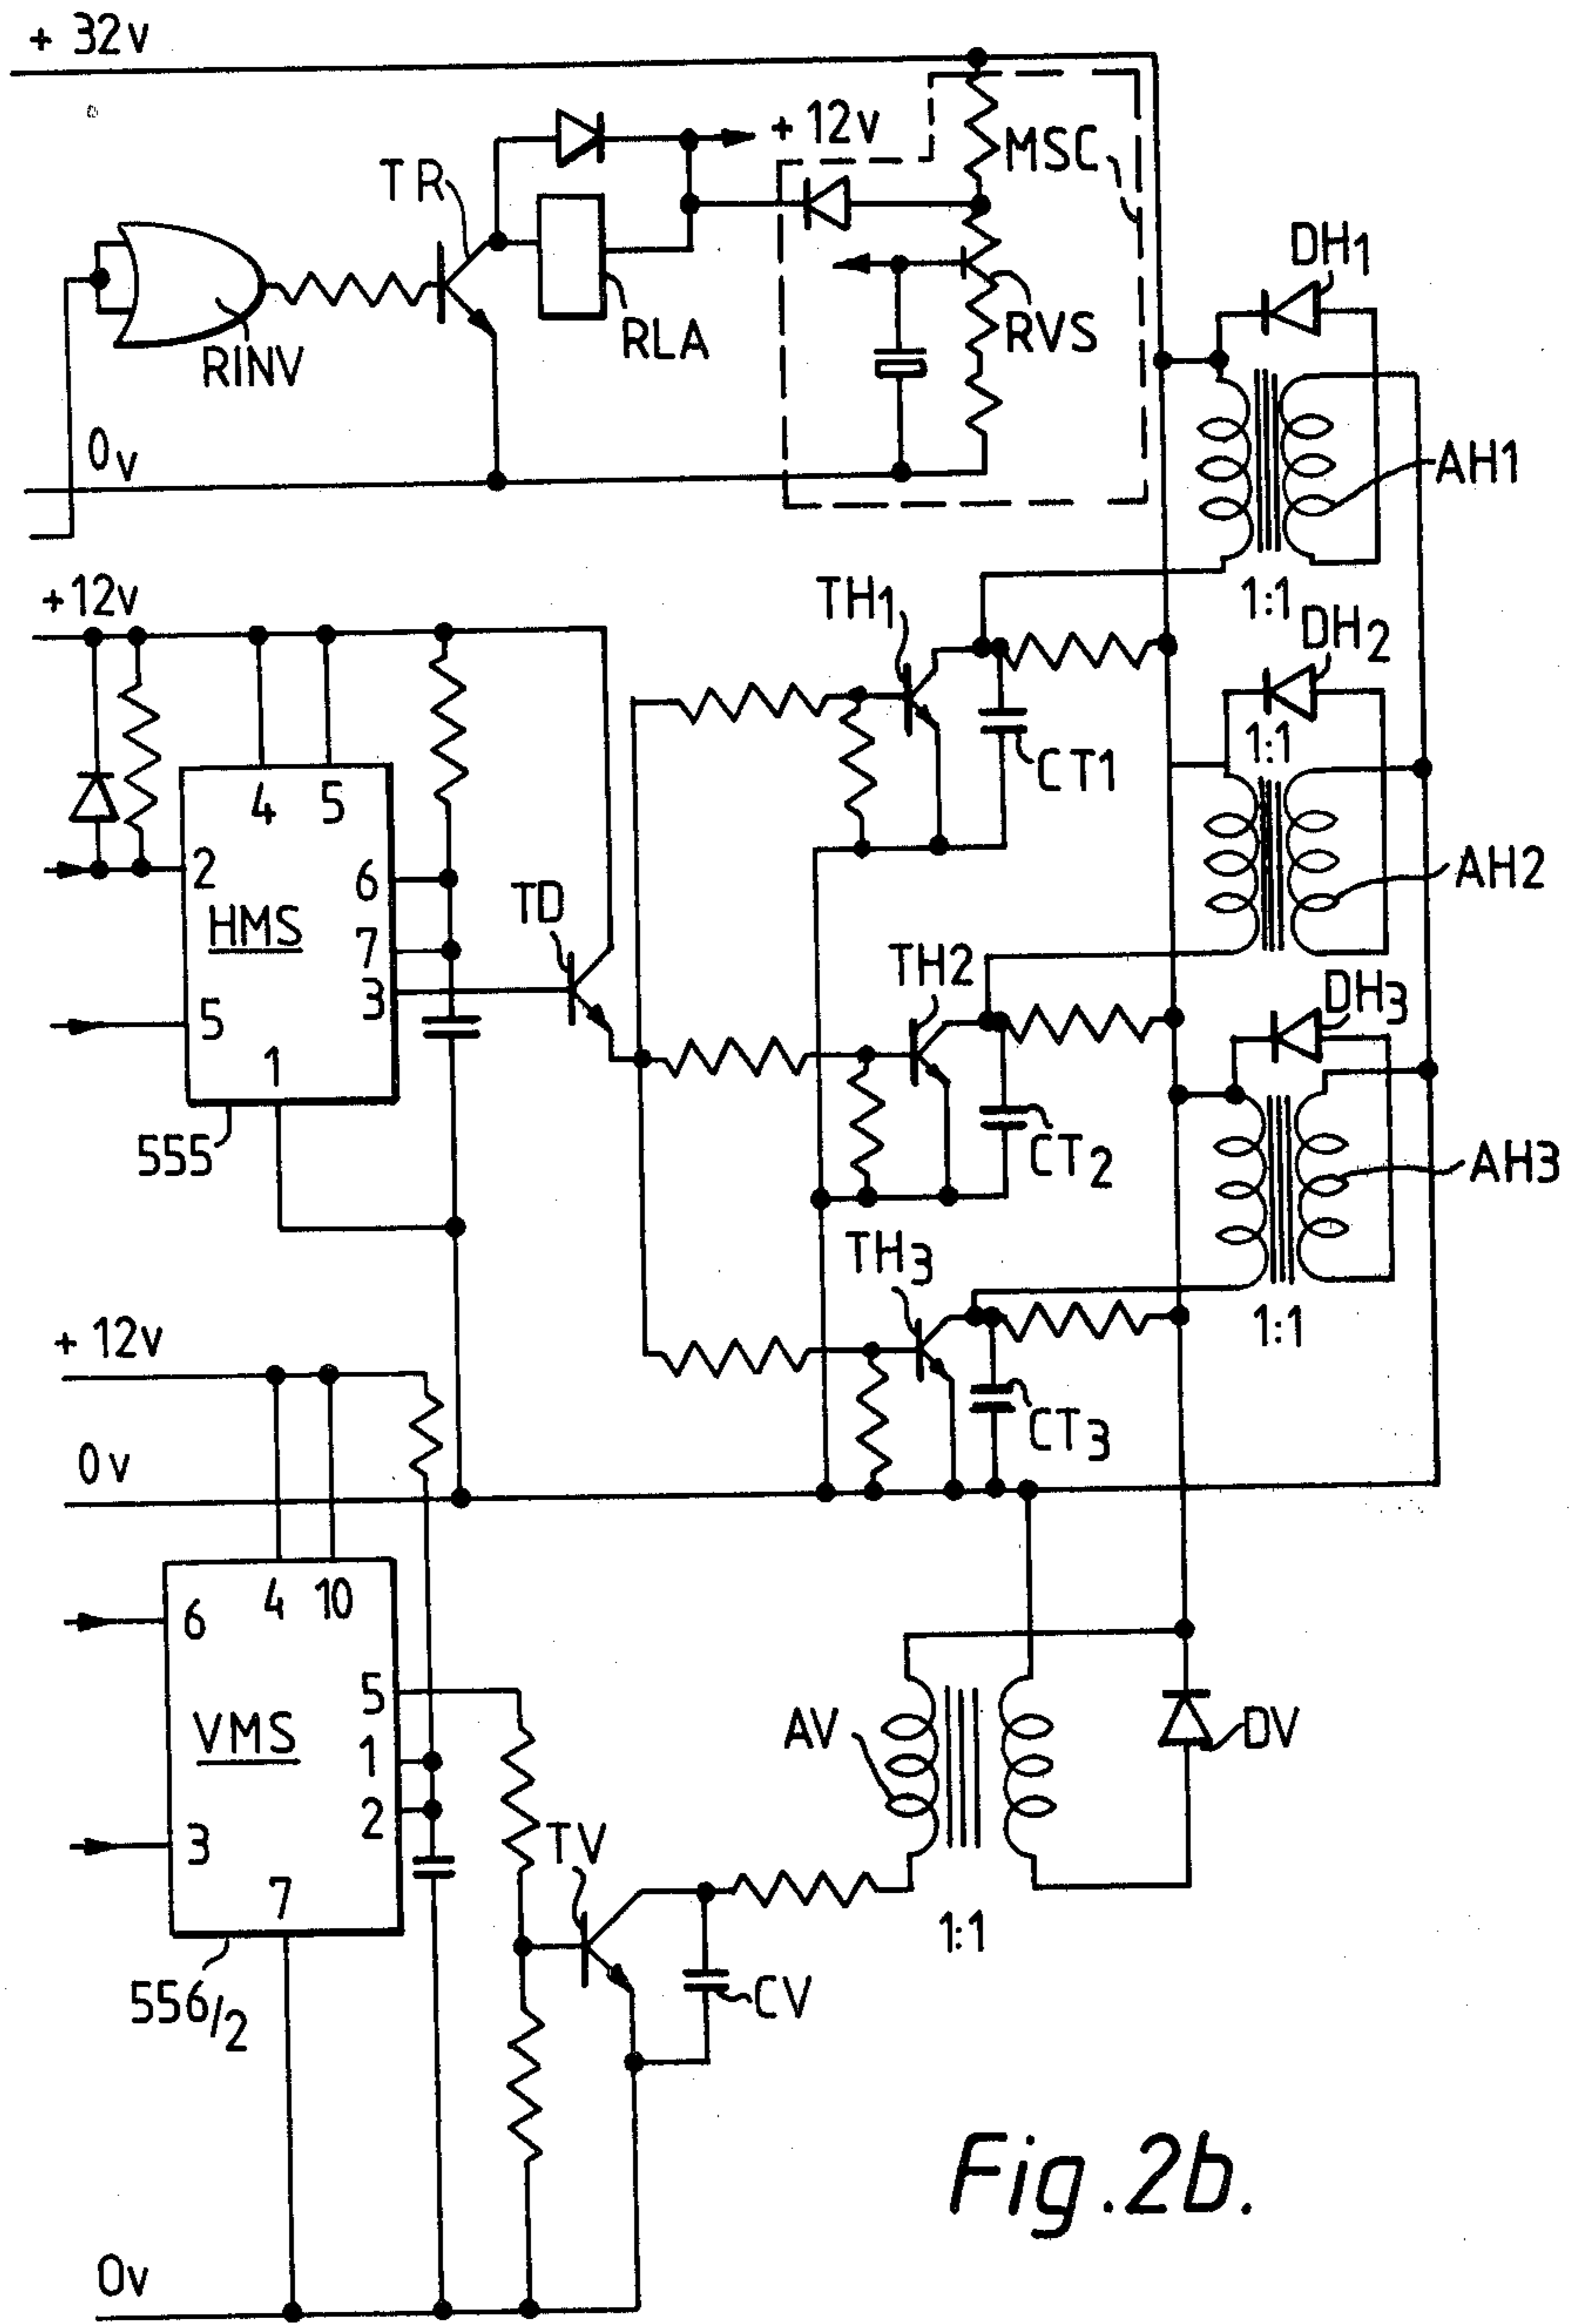 + 32v
+ 12v
MSC
TR
DH1
RLA
RVS
RINV
0v
AH1
1:1
+12v
TH1
DH2
1:1
CT1
4 5
2
6
HMS
7
3
TD
AH2
TH2
5
1
DH3
555
CT2
AH3
TH3
1:1
+ 12v
CT3
0v
4 10
6
5
VMS
1
2
AV
DV
3
7
TV
1:1
556/2
CV
Fig.2b.
0v